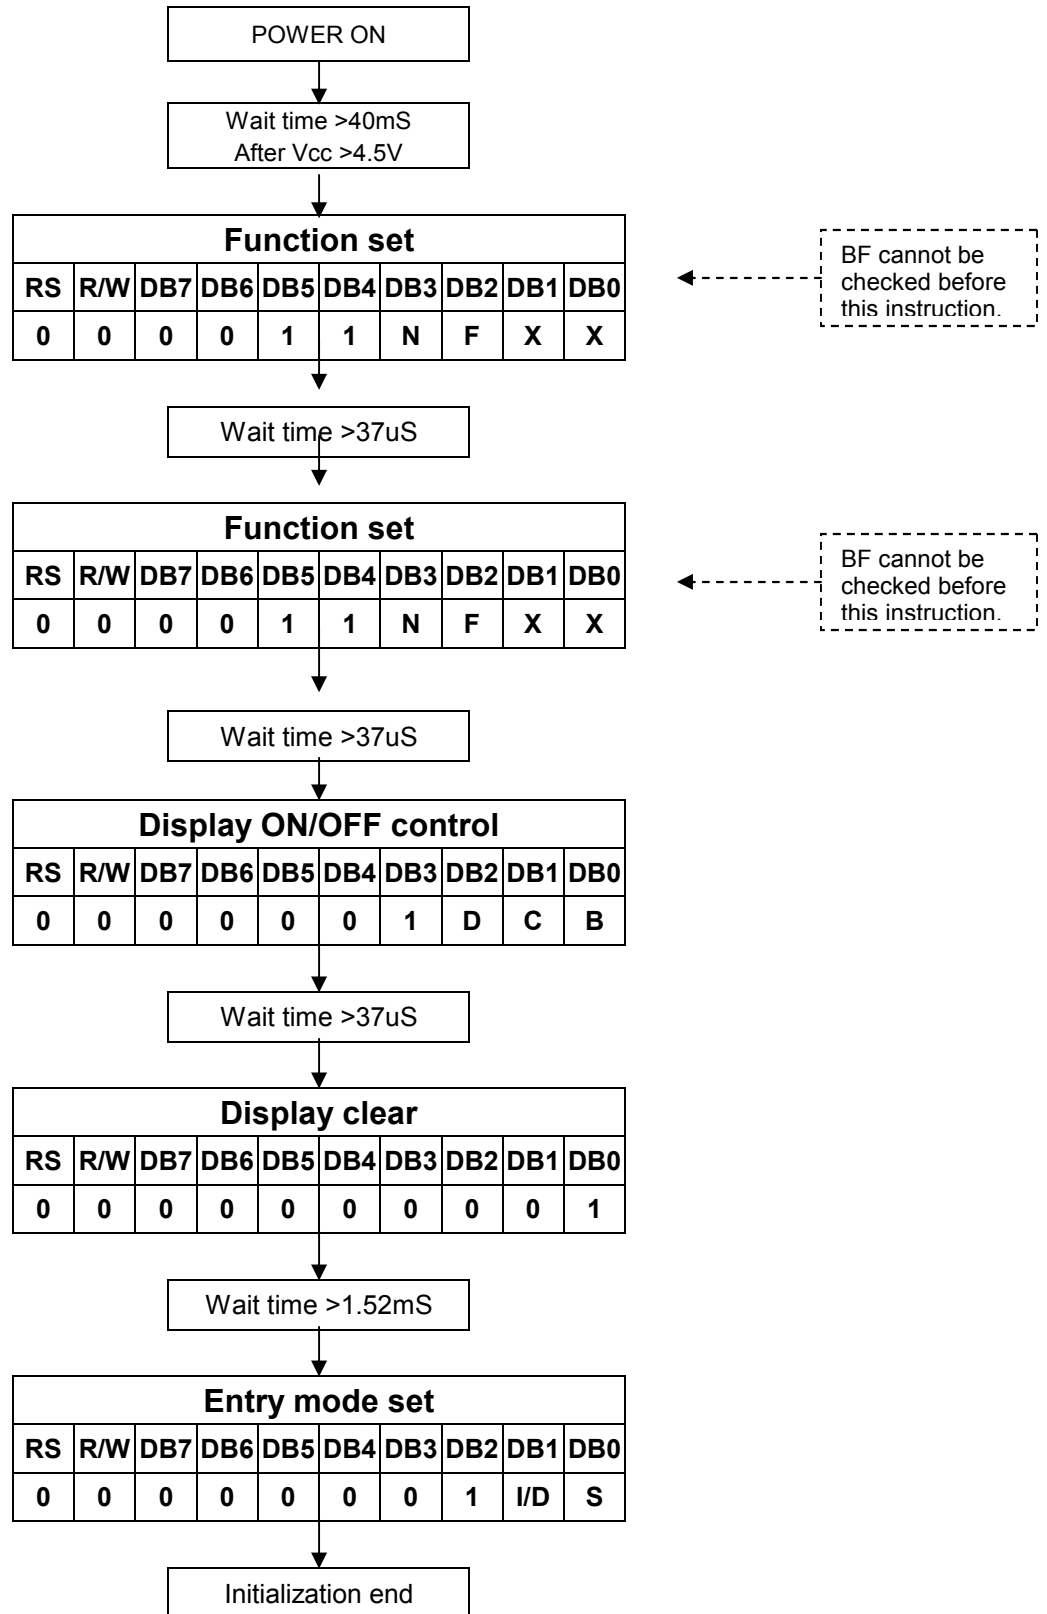 POWER ON
Wait time >40mS
After Vcc >4.5V
Function set
RS R/W DB7 DB6 DB5 DB4 DB3 DB2 DB1 DB0
0 0 0 0 1 1 N F X X
BF cannot be
checked before
this instruction.
Wait time >37uS
Function set
RS R/W DB7 DB6 DB5 DB4 DB3 DB2 DB1 DB0
0 0 0 0 1 1 N F X X
BF cannot be
checked before
this instruction.
Wait time >37uS
Display ON/OFF control
RS R/W DB7 DB6 DB5 DB4 DB3 DB2 DB1 DB0
0 0 0 0 0 0 1 D C B
Wait time >37uS
Display clear
RS R/W DB7 DB6 DB5 DB4 DB3 DB2 DB1 DB0
0 0 0 0 0 0 0 0 0 1
Wait time >1.52mS
Entry mode set
RS R/W DB7 DB6 DB5 DB4 DB3 DB2 DB1 DB0
0 0 0 0 0 0 0 1 I/D S
Initialization end